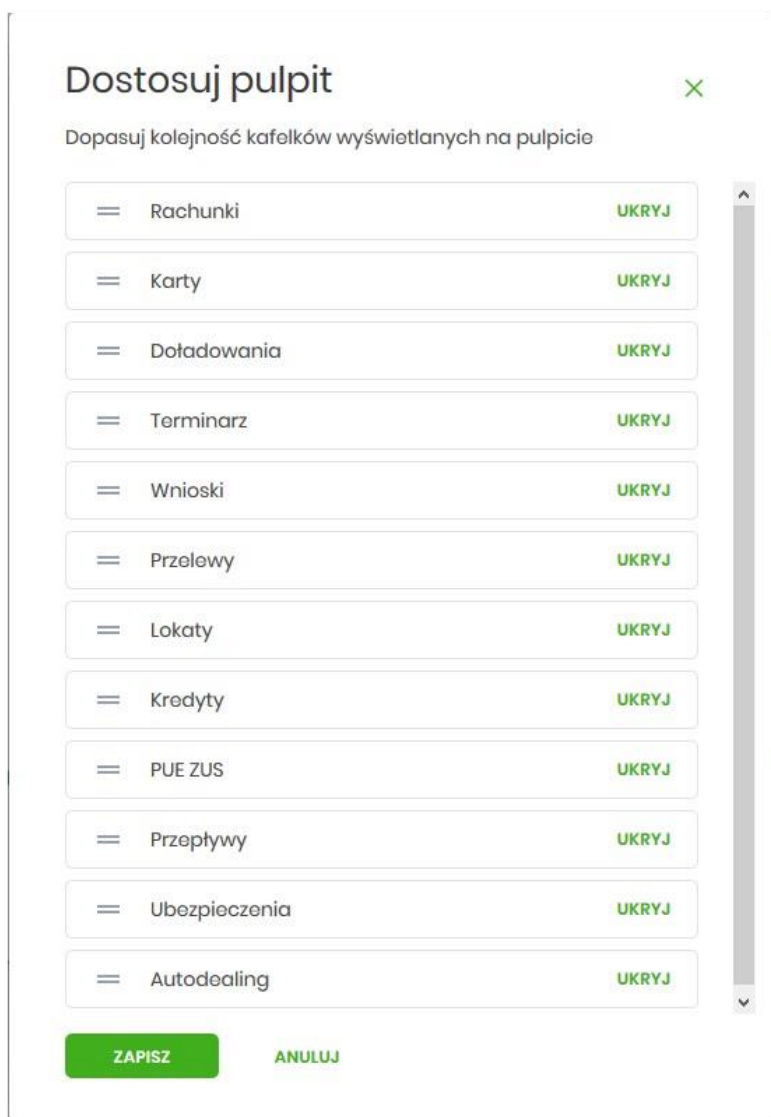 Dostosuj pulpit
Dopasuj kolejność kafelków wyświetlanych na pulpicie
Rachunki UKRYJ
Karty UKRYJ
Doładowania UKRYJ
Terminarz UKRYJ
Wnioski UKRYJ
Przelewy UKRYJ
Lokaty UKRYJ
Kredyty UKRYJ
PUE ZUS UKRYJ
Przepływy UKRYJ
Ubezpieczenia UKRYJ
Autodealing UKRYJ
ZAPISZ ANULUJ